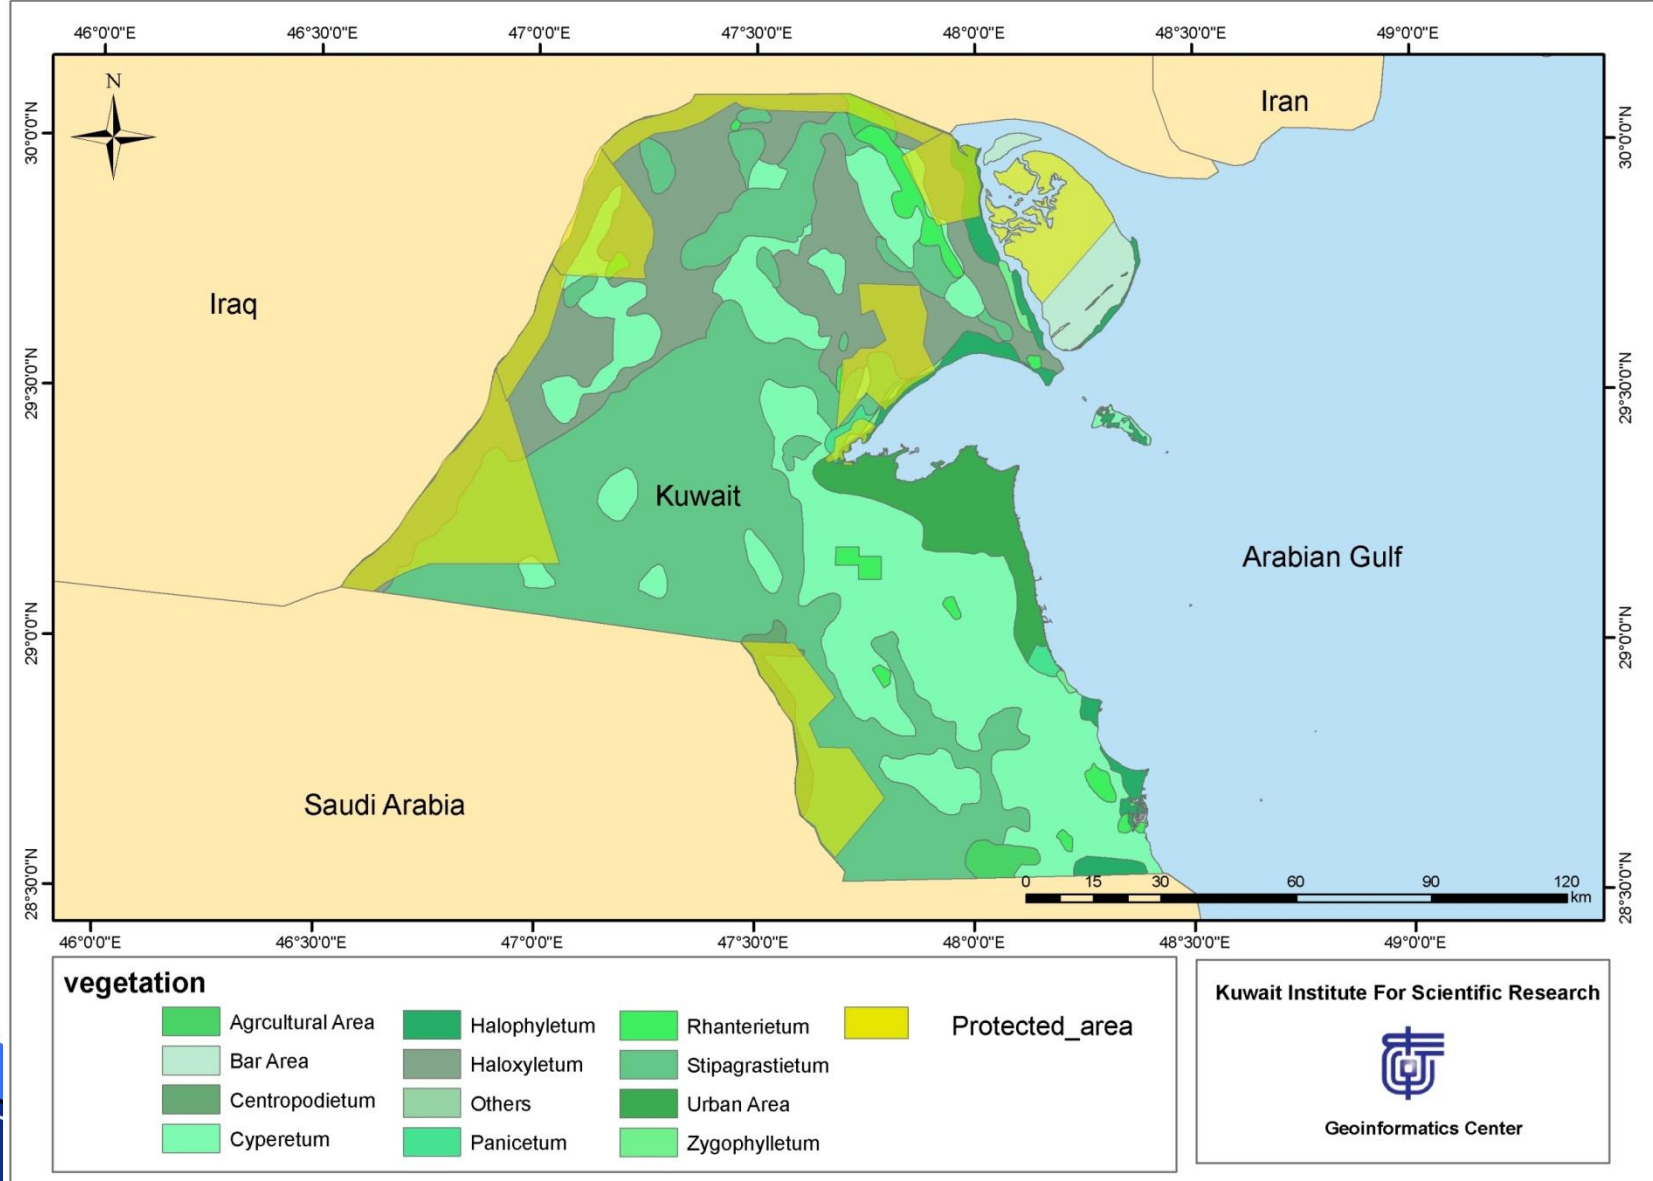 46°0'0"E 46°30'0"E 47°0'0"E 47°30'0"E 48°0'0"E 48°30'0"E 49°0'0"E
N
Iran
30°0'0"N
30°0'0"N
Iraq
29°30'0"N
29°30'0"N
Kuwait
Arabian Gulf
29°0'0"N
29°0'0"N
Saudi Arabia
28°30'0"N
28°30'0"N
0 15 30 60 90 120
km
46°0'0"E 46°30'0"E 47°0'0"E 47°30'0"E 48°0'0"E 48°30'0"E 49°0'0"E
vegetation
Agrcultural Area
Bar Area
Centropodietum
Cyperetum
Halophyletum
Haloxyletum
Others
Panicetum
Rhanterietum
Stipagrastietum
Urban Area
Zygophylletum
Protected_area
Kuwait Institute For Scientific Research
Geoinformatics Center